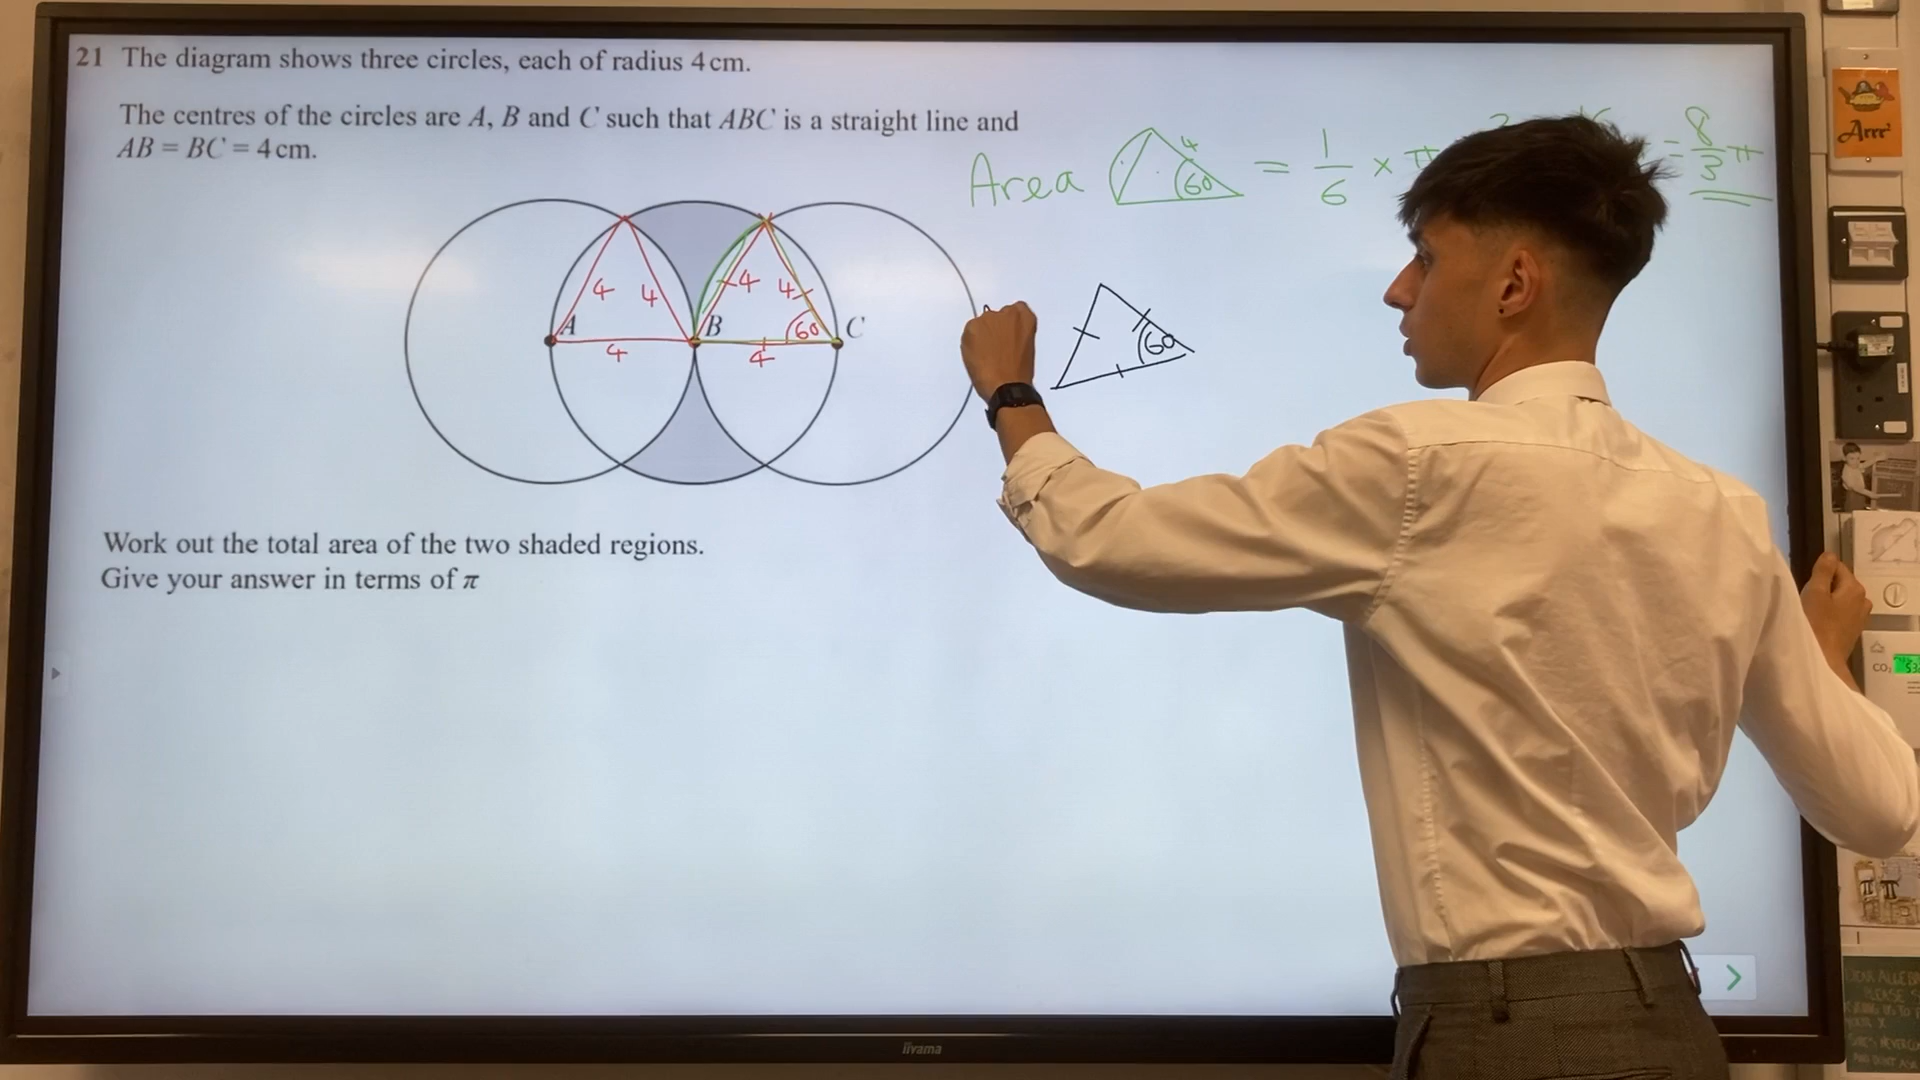 21 The diagram shows three circles, each of radius 4 cm.
The centres of the circles are A, B and C such that ABC is a straight line and
AB = BC = 4 cm.
Area 4 60 = 1/6 × π = 8/3 π
4 4 4 4
A B 60 C
4 4
60
Work out the total area of the two shaded regions.
Give your answer in terms of π
iiyama
Arrr!
CO₂ 53